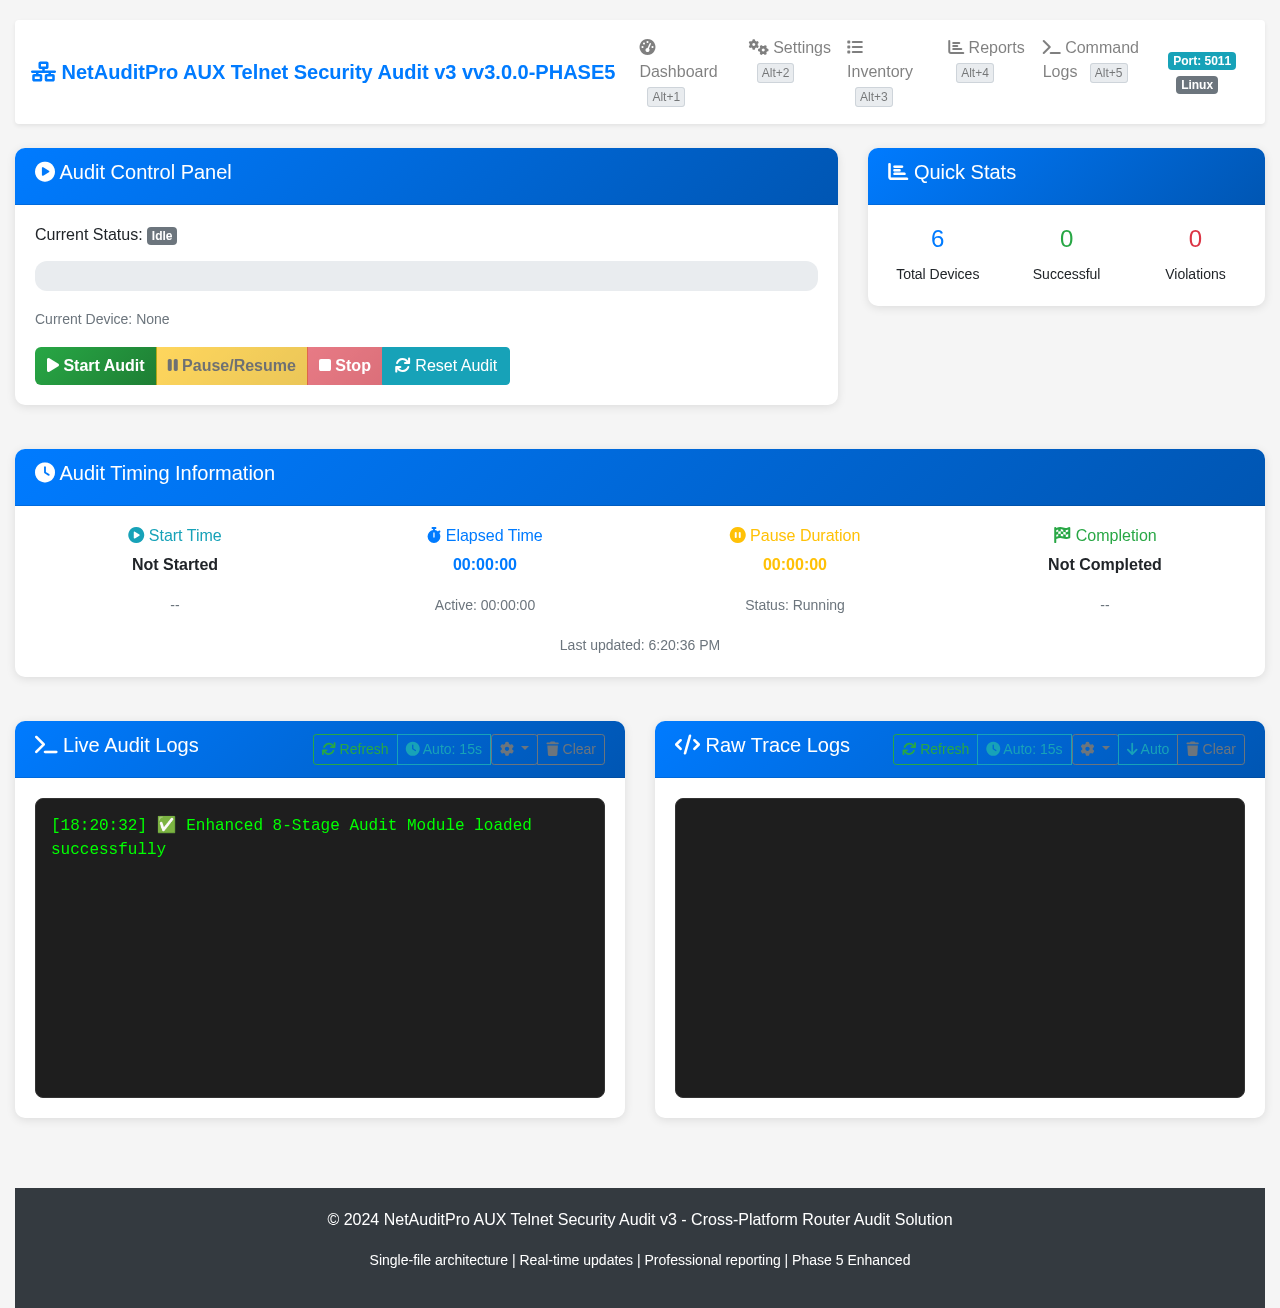 NetAuditPro AUX Telnet Security Audit v3 vv3.0.0-PHASE5
Dashboard
Alt+1
Settings
Alt+2
Inventory
Alt+3
Reports
Alt+4
Command
Logs Alt+5
Port: 5011
Linux
Audit Control Panel
Current Status: Idle
Current Device: None
Start Audit Pause/Resume Stop Reset Audit
Quick Stats
6 0 0
Total Devices Successful Violations
Audit Timing Information
Start Time Elapsed Time Pause Duration Completion
Not Started 00:00:00 00:00:00 Not Completed
-- Active: 00:00:00 Status: Running --
Last updated: 6:20:36 PM
Live Audit Logs Refresh Auto: 15s Clear
[18:20:32] ✅ Enhanced 8-Stage Audit Module loaded
successfully
Raw Trace Logs Refresh Auto: 15s Auto Clear
© 2024 NetAuditPro AUX Telnet Security Audit v3 - Cross-Platform Router Audit Solution
Single-file architecture | Real-time updates | Professional reporting | Phase 5 Enhanced